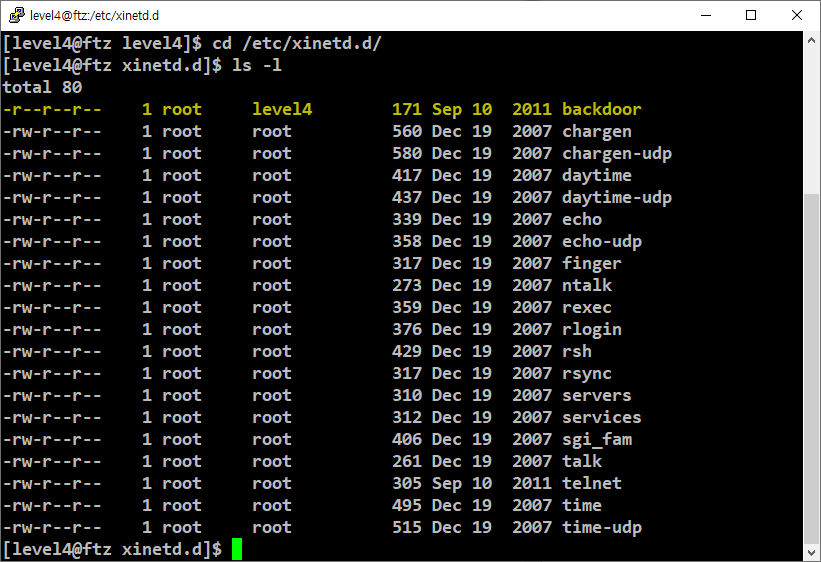 level4@ftz:/etc/xinetd.d
[level4@ftz level4]$ cd /etc/xinetd.d/
[level4@ftz xinetd.d]$ ls -l
total 80
-r--r--r--    1 root     level4        171 Sep 10  2011 backdoor
-rw-r--r--    1 root     root          560 Dec 19  2007 chargen
-rw-r--r--    1 root     root          580 Dec 19  2007 chargen-udp
-rw-r--r--    1 root     root          417 Dec 19  2007 daytime
-rw-r--r--    1 root     root          437 Dec 19  2007 daytime-udp
-rw-r--r--    1 root     root          339 Dec 19  2007 echo
-rw-r--r--    1 root     root          358 Dec 19  2007 echo-udp
-rw-r--r--    1 root     root          317 Dec 19  2007 finger
-rw-r--r--    1 root     root          273 Dec 19  2007 ntalk
-rw-r--r--    1 root     root          359 Dec 19  2007 rexec
-rw-r--r--    1 root     root          376 Dec 19  2007 rlogin
-rw-r--r--    1 root     root          429 Dec 19  2007 rsh
-rw-r--r--    1 root     root          317 Dec 19  2007 rsync
-rw-r--r--    1 root     root          310 Dec 19  2007 servers
-rw-r--r--    1 root     root          312 Dec 19  2007 services
-rw-r--r--    1 root     root          406 Dec 19  2007 sgi_fam
-rw-r--r--    1 root     root          261 Dec 19  2007 talk
-rw-r--r--    1 root     root          305 Sep 10  2011 telnet
-rw-r--r--    1 root     root          495 Dec 19  2007 time
-rw-r--r--    1 root     root          515 Dec 19  2007 time-udp
[level4@ftz xinetd.d]$